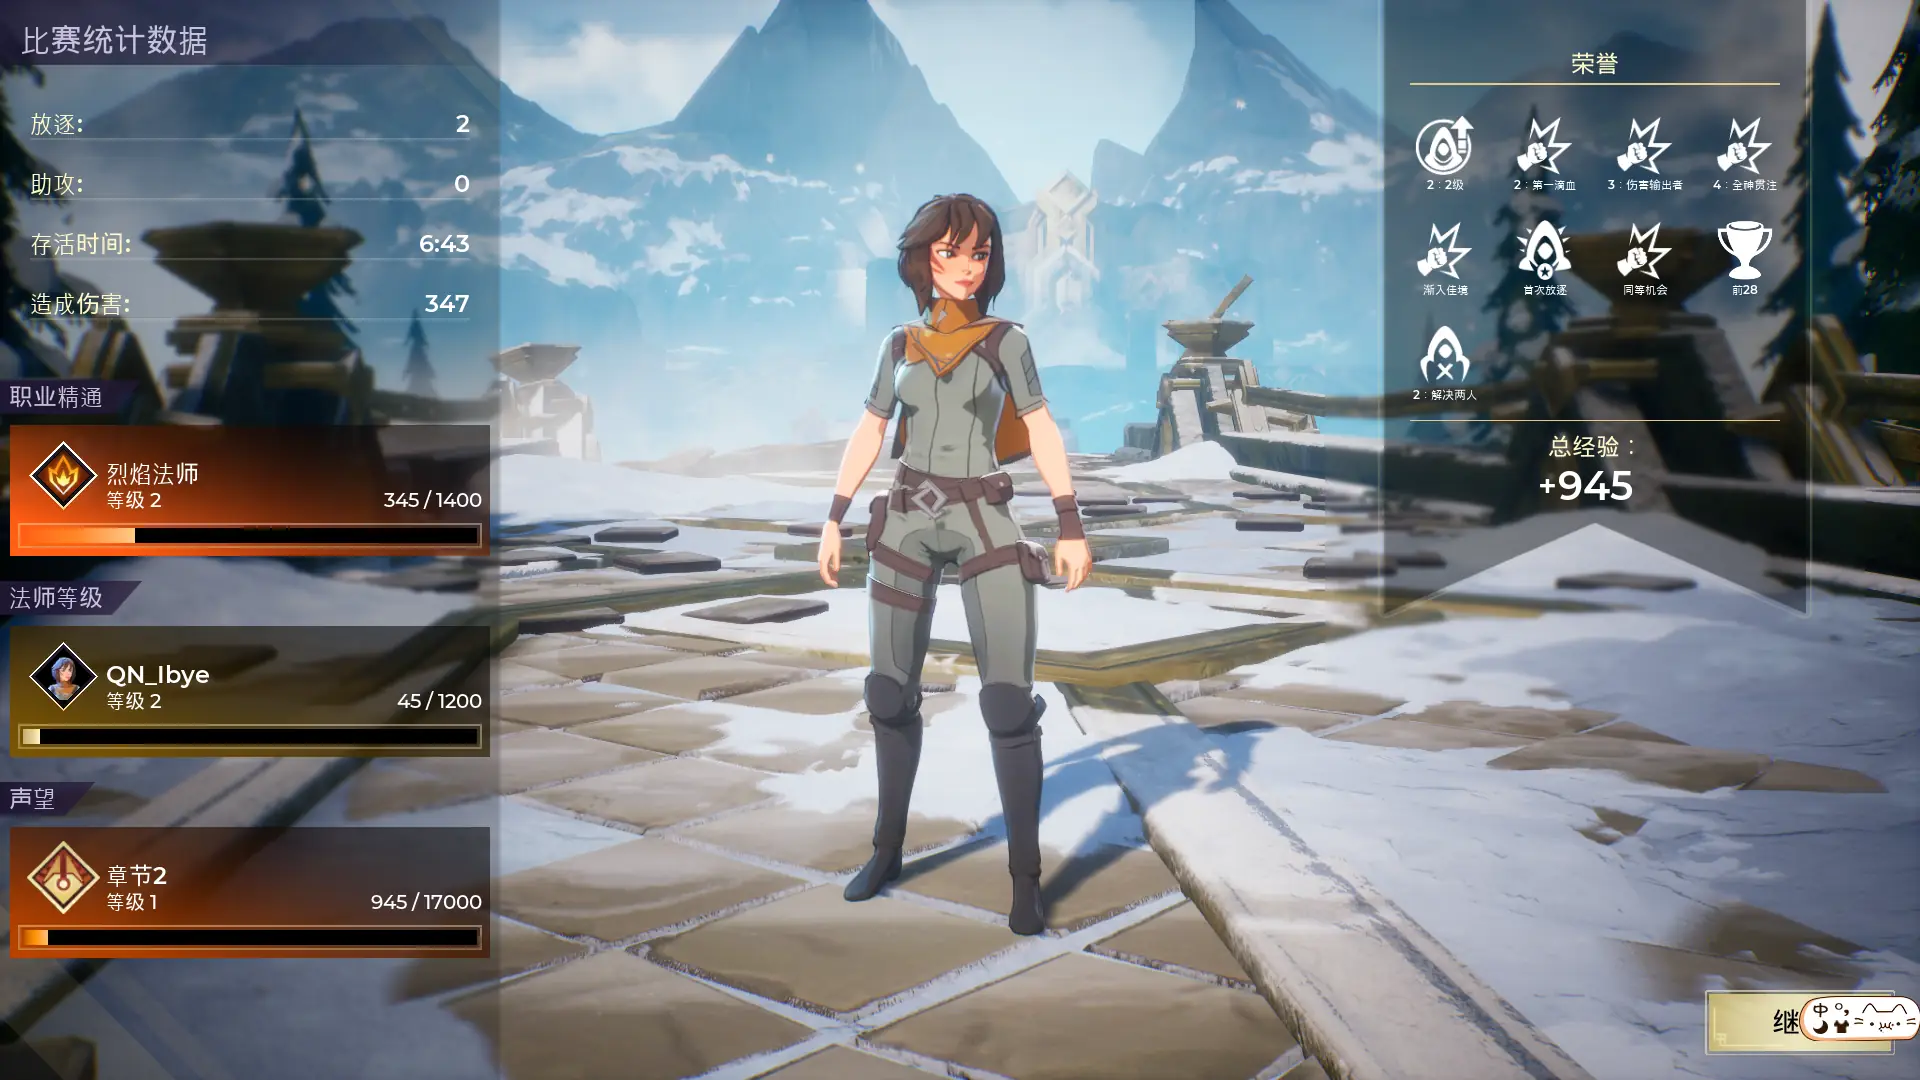 比赛统计数据
放逐: 2
助攻: 0
存活时间: 6:43
造成伤害: 347
职业精通
烈焰法师
等级 2 345 / 1400
法师等级
QN_Ibye
等级 2 45 / 1200
声望
章节2
等级 1 945 / 17000
荣誉
2：2级 2：第一滴血 3：伤害输出者 4：全神贯注
渐入佳境 首次放逐 同等机会 前28
2：解决两人
总经验：
+945
继
中